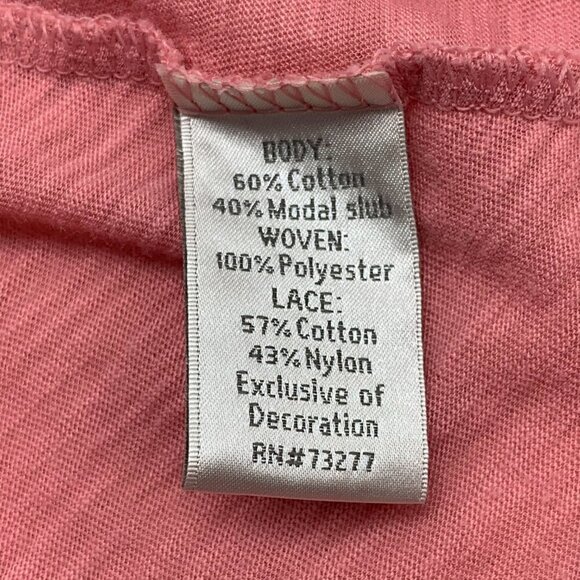 BODY:
60% Cotton
40% Modal slub
WOVEN:
100% Polyester
LACE:
57% Cotton
43% Nylon
Exclusive of
Decoration
RN#73277